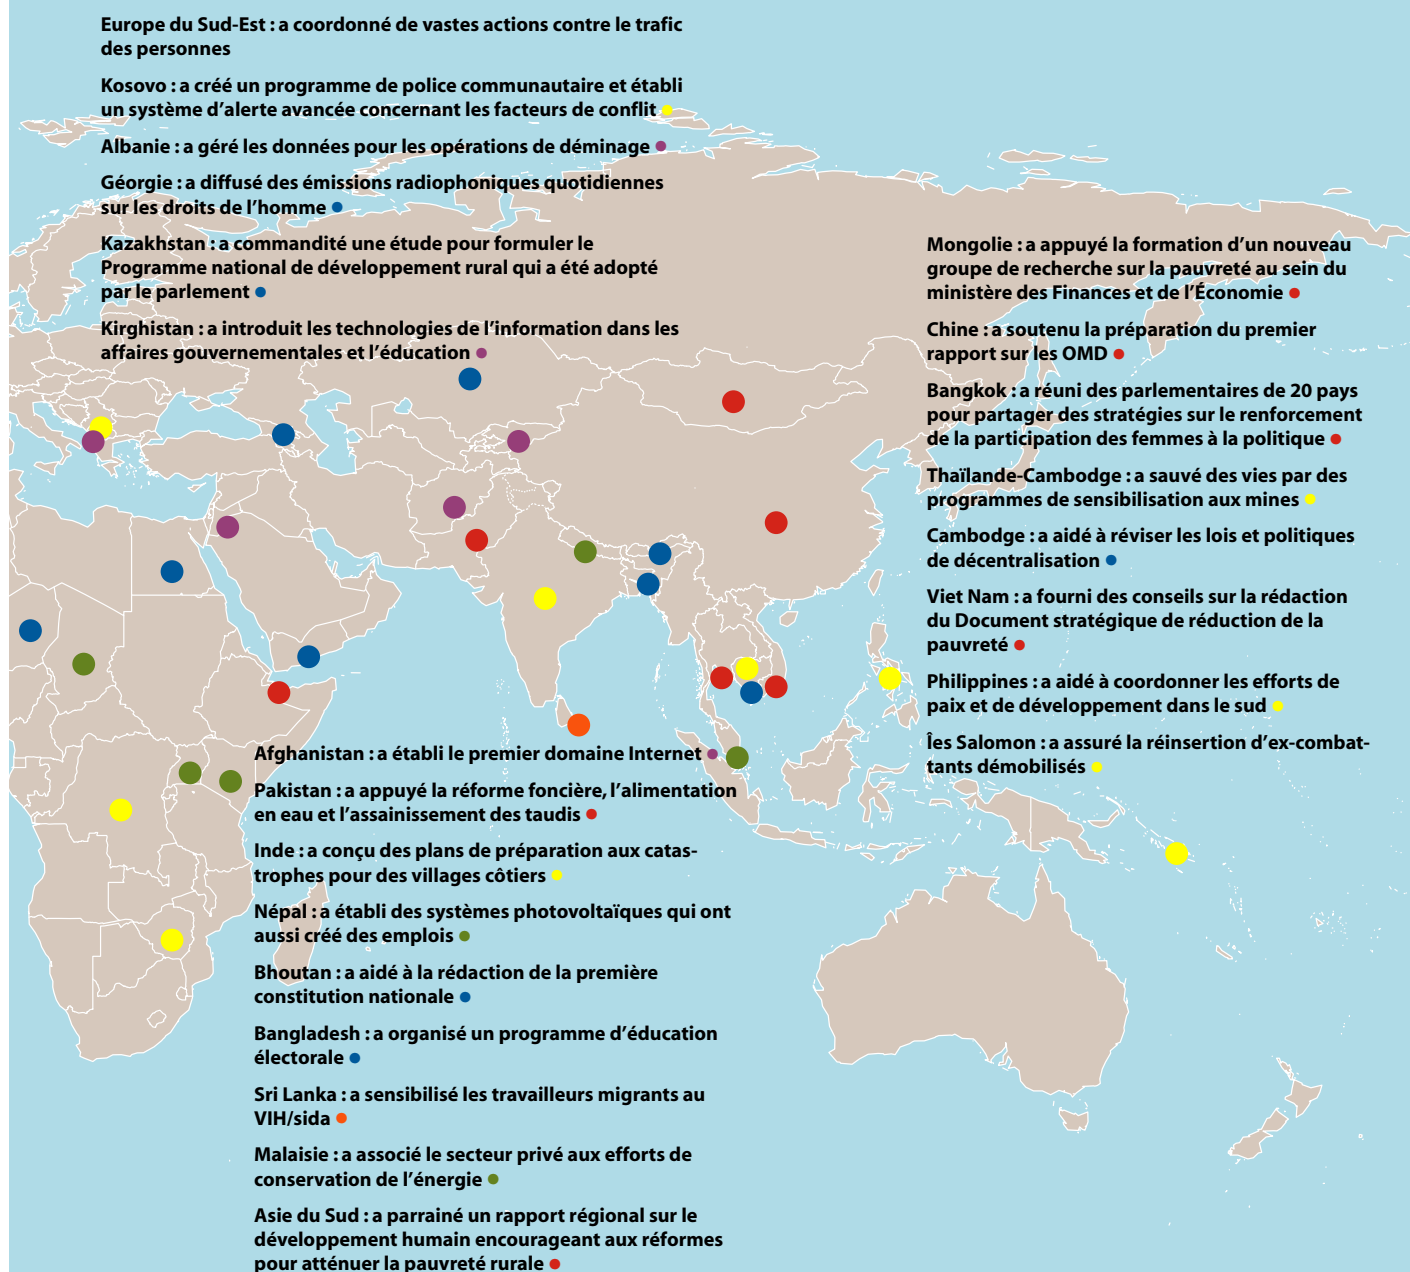 Europe du Sud-Est : a coordonné de vastes actions contre le trafic
des personnes
Kosovo : a créé un programme de police communautaire et établi
un système d’alerte avancée concernant les facteurs de conflit
Albanie : a géré les données pour les opérations de déminage
Géorgie : a diffusé des émissions radiophoniques quotidiennes
sur les droits de l’homme
Kazakhstan : a commandité une étude pour formuler le
Programme national de développement rural qui a été adopté
par le parlement
Kirghistan : a introduit les technologies de l’information dans les
affaires gouvernementales et l’éducation
Mongolie : a appuyé la formation d’un nouveau
groupe de recherche sur la pauvreté au sein du
ministère des Finances et de l’Économie
Chine : a soutenu la préparation du premier
rapport sur les OMD
Bangkok : a réuni des parlementaires de 20 pays
pour partager des stratégies sur le renforcement
de la participation des femmes à la politique
Thaïlande-Cambodge : a sauvé des vies par des
programmes de sensibilisation aux mines
Cambodge : a aidé à réviser les lois et politiques
de décentralisation
Viet Nam : a fourni des conseils sur la rédaction
du Document stratégique de réduction de la
pauvreté
Philippines : a aidé à coordonner les efforts de
paix et de développement dans le sud
Îes Salomon : a assuré la réinsertion d’ex-combat-
tants démobilisés
Afghanistan : a établi le premier domaine Internet
Pakistan : a appuyé la réforme foncière, l’alimentation
en eau et l’assainissement des taudis
Inde : a conçu des plans de préparation aux catas-
trophes pour des villages côtiers
Népal : a établi des systèmes photovoltaïques qui ont
aussi créé des emplois
Bhoutan : a aidé à la rédaction de la première
constitution nationale
Bangladesh : a organisé un programme d’éducation
électorale
Sri Lanka : a sensibilisé les travailleurs migrants au
VIH/sida
Malaisie : a associé le secteur privé aux efforts de
conservation de l’énergie
Asie du Sud : a parrainé un rapport régional sur le
développement humain encourageant aux réformes
pour atténuer la pauvreté rurale